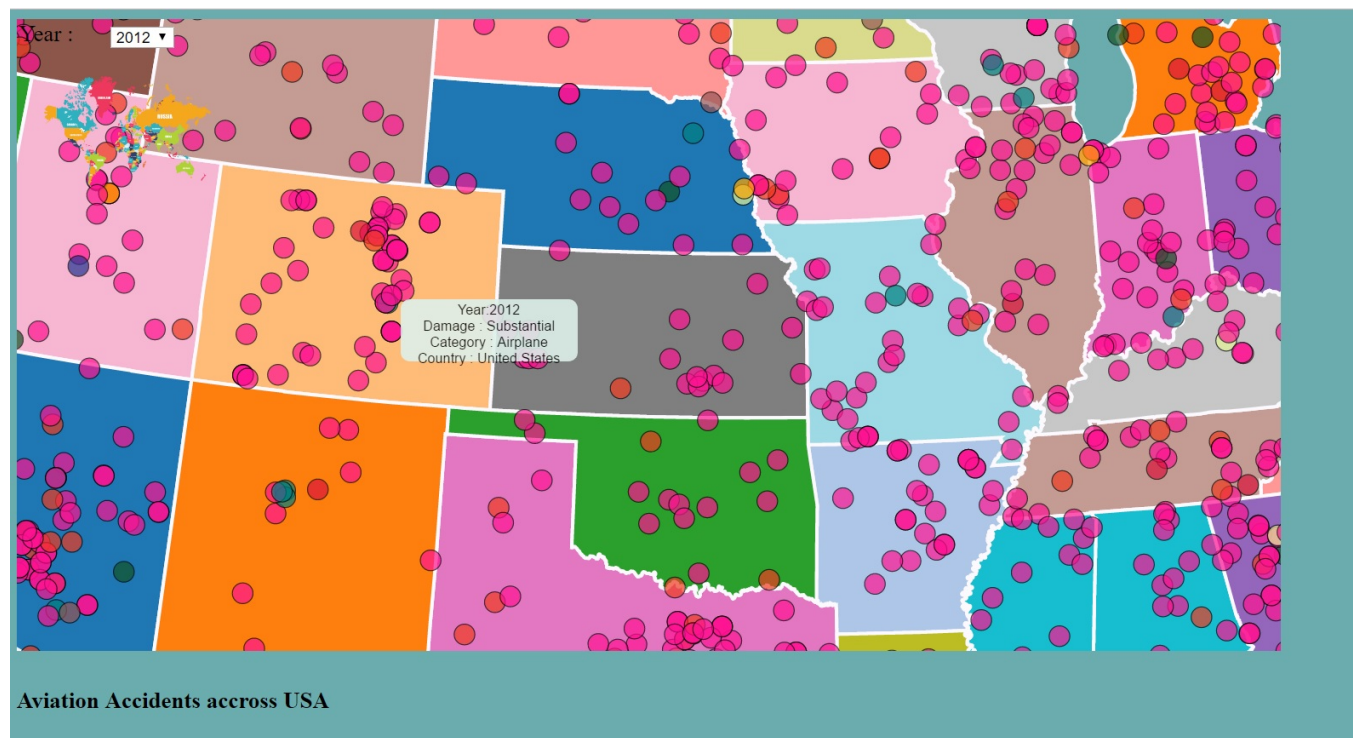 Year :
2012
Year:2012
Damage : Substantial
Category : Airplane
Country : United States
Aviation Accidents accross USA